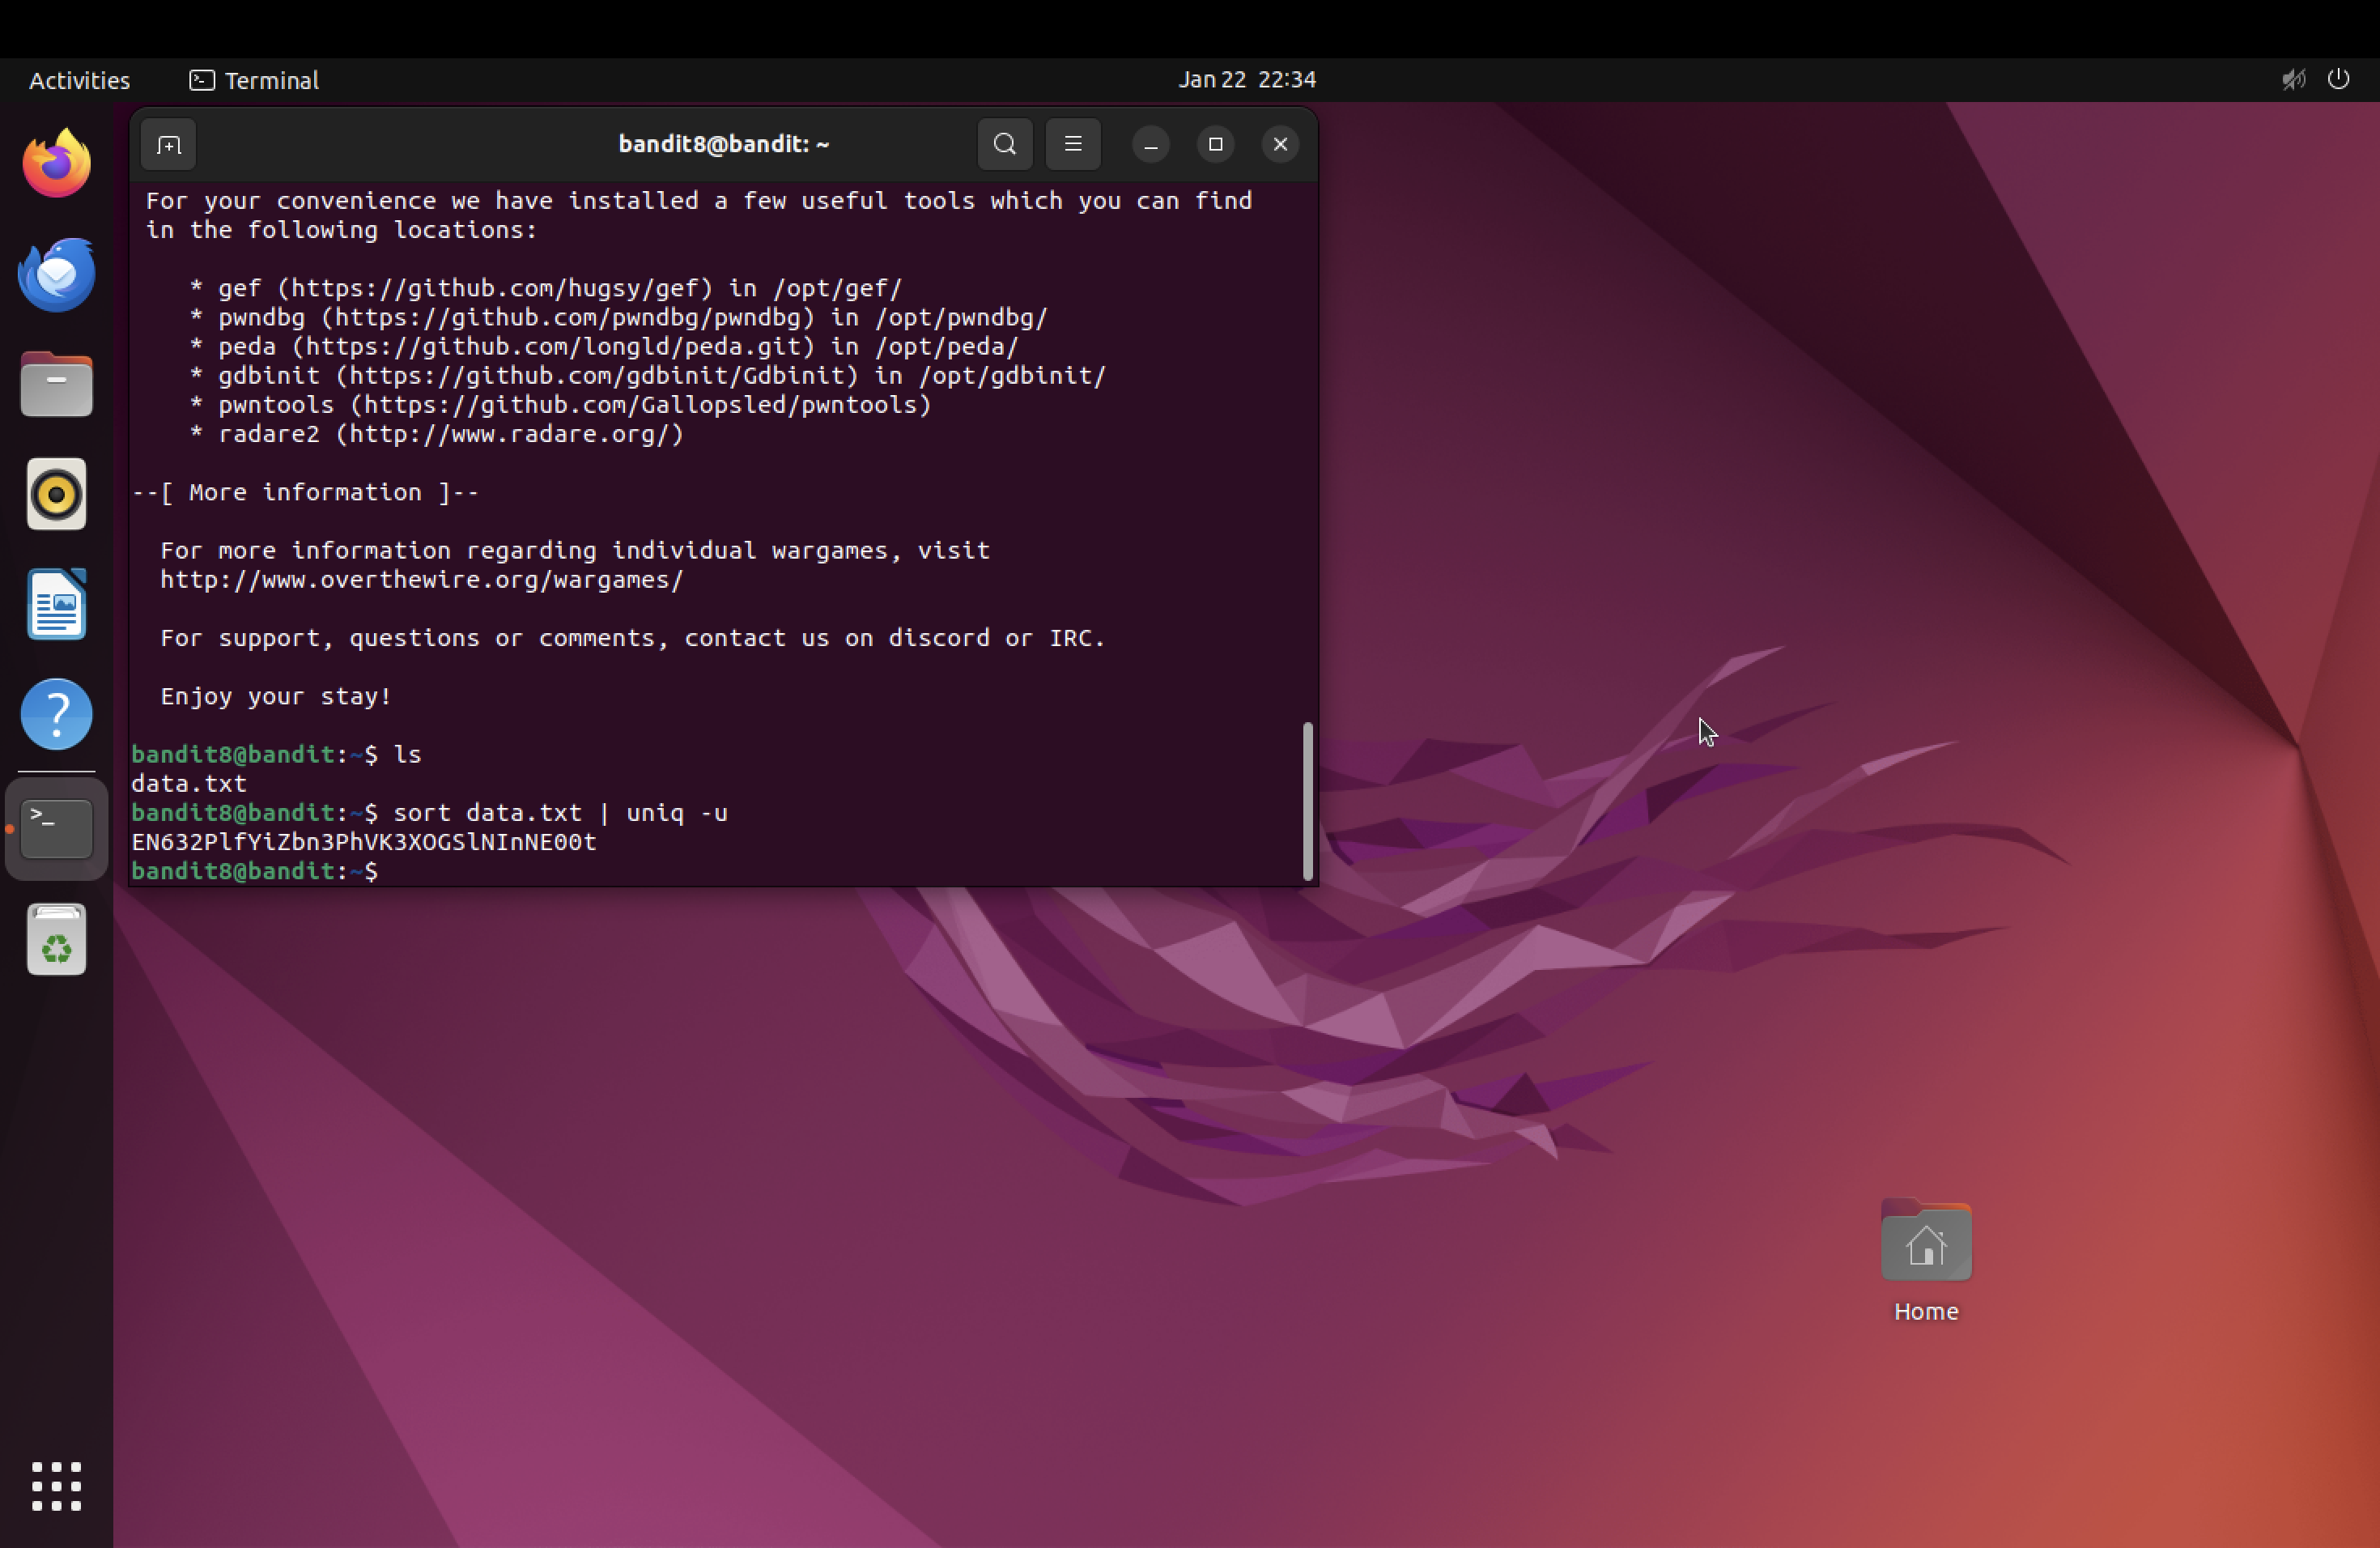 Activities
Terminal
Jan 22 22:34
bandit8@bandit: ~
For your convenience we have installed a few useful tools which you can find
in the following locations:
* gef (https://github.com/hugsy/gef) in /opt/gef/
* pwndbg (https://github.com/pwndbg/pwndbg) in /opt/pwndbg/
* peda (https://github.com/longld/peda.git) in /opt/peda/
* gdbinit (https://github.com/gdbinit/Gdbinit) in /opt/gdbinit/
* pwntools (https://github.com/Gallopsled/pwntools)
* radare2 (http://www.radare.org/)
--[ More information ]--
For more information regarding individual wargames, visit
http://www.overthewire.org/wargames/
For support, questions or comments, contact us on discord or IRC.
Enjoy your stay!
bandit8@bandit:~$ ls
data.txt
bandit8@bandit:~$ sort data.txt | uniq -u
EN632PlfYiZbn3PhVK3XOGSlNInNE00t
bandit8@bandit:~$
Home